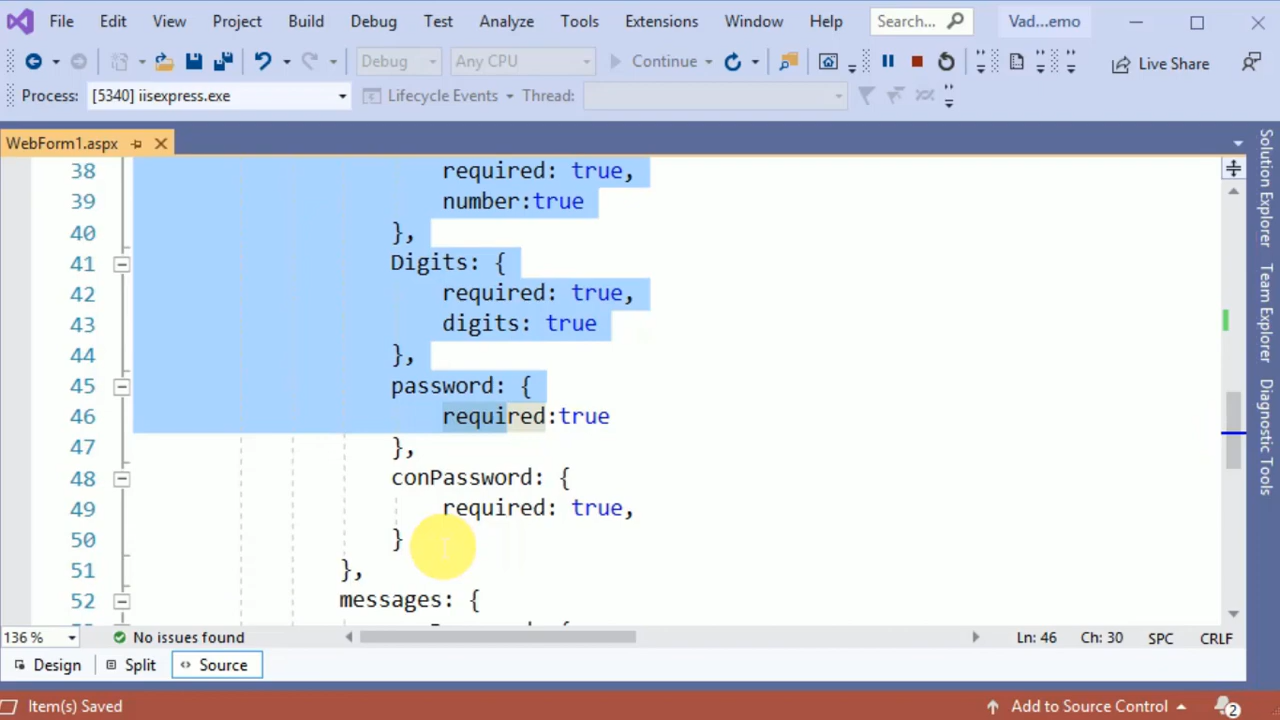 File Edit View Project Build Debug Test Analyze Tools Extensions Window Help Search... Vad...emo
Debug Any CPU Continue Live Share
Process: [5340] iisexpress.exe Lifecycle Events Thread:
WebForm1.aspx
38 required: true,
39 number:true
40 },
41 Digits: {
42 required: true,
43 digits: true
44 },
45 password: {
46 required:true
47 },
48 conPassword: {
49 required: true,
50 }
51 },
52 messages: {
136 % No issues found Ln: 46 Ch: 30 SPC CRLF
Design Split Source
Item(s) Saved Add to Source Control 2
Solution Explorer
Team Explorer
Diagnostic Tools